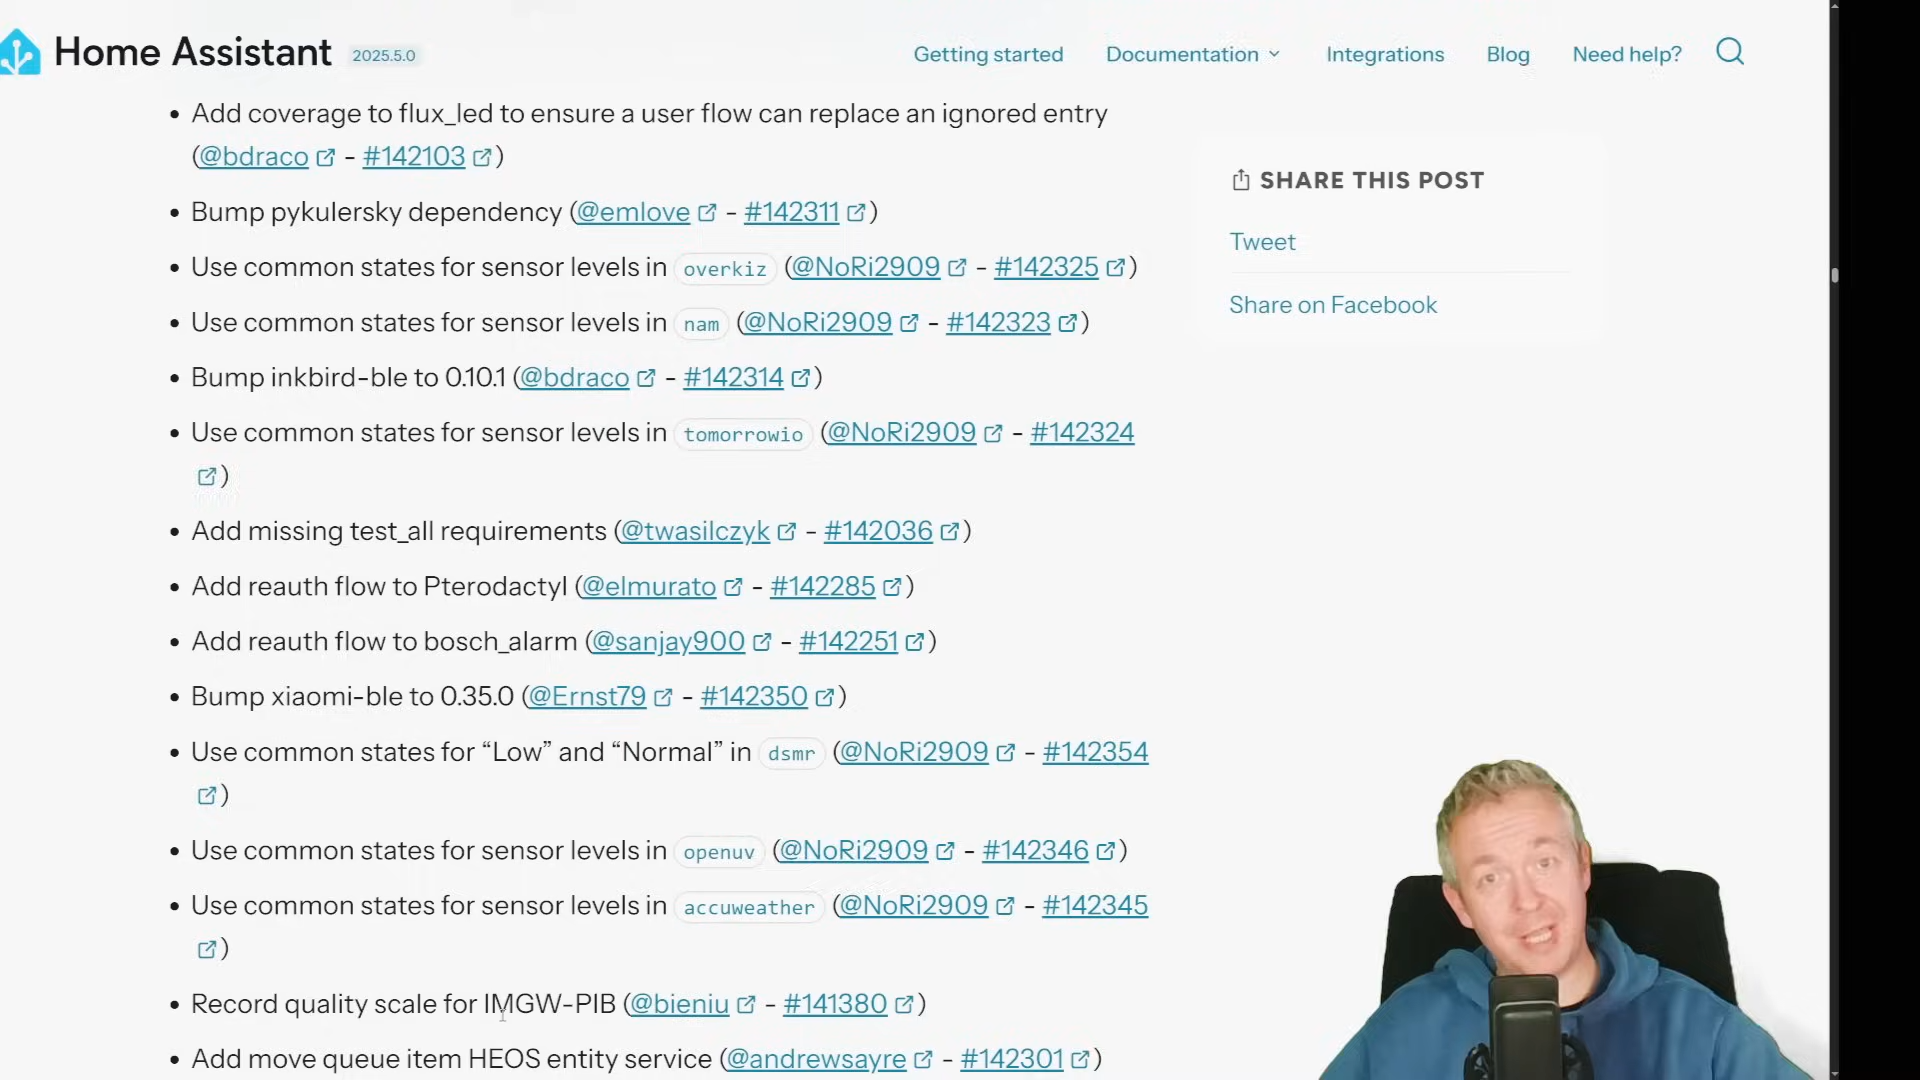 Home Assistant 2025.5.0
Getting started Documentation Integrations Blog Need help?
• Add coverage to flux_led to ensure a user flow can replace an ignored entry
(@bdraco - #142103)
• Bump pykulersky dependency (@emlove - #142311)
• Use common states for sensor levels in overkiz (@NoRi2909 - #142325)
• Use common states for sensor levels in nam (@NoRi2909 - #142323)
• Bump inkbird-ble to 0.10.1 (@bdraco - #142314)
• Use common states for sensor levels in tomorrowio (@NoRi2909 - #142324
)
• Add missing test_all requirements (@twasilczyk - #142036)
• Add reauth flow to Pterodactyl (@elmurato - #142285)
• Add reauth flow to bosch_alarm (@sanjay900 - #142251)
• Bump xiaomi-ble to 0.35.0 (@Ernst79 - #142350)
• Use common states for “Low” and “Normal” in dsmr (@NoRi2909 - #142354
)
• Use common states for sensor levels in openuv (@NoRi2909 - #142346)
• Use common states for sensor levels in accuweather (@NoRi2909 - #142345
)
• Record quality scale for IMGW-PIB (@bieniu - #141380)
• Add move queue item HEOS entity service (@andrewsayre - #142301)
SHARE THIS POST
Tweet
Share on Facebook